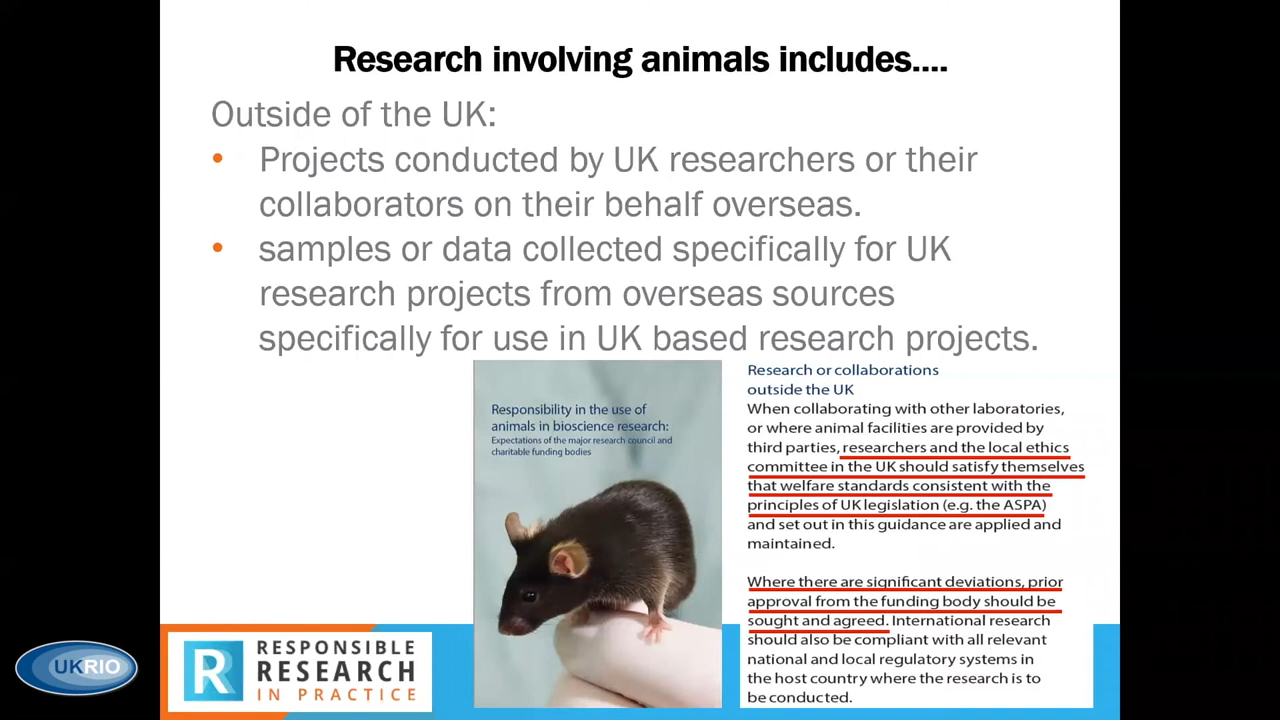 Research involving animals includes....
Outside of the UK:
• Projects conducted by UK researchers or their
collaborators on their behalf overseas.
• samples or data collected specifically for UK
research projects from overseas sources
specifically for use in UK based research projects.
Responsibility in the use of
animals in bioscience research:
Expectations of the major research council and
charitable funding bodies
Research or collaborations
outside the UK
When collaborating with other laboratories,
or where animal facilities are provided by
third parties, researchers and the local ethics
committee in the UK should satisfy themselves
that welfare standards consistent with the
principles of UK legislation (e.g. the ASPA)
and set out in this guidance are applied and
maintained.
Where there are significant deviations, prior
approval from the funding body should be
sought and agreed. International research
should also be compliant with all relevant
national and local regulatory systems in
the host country where the research is to
be conducted.
UKRIO
R
RESPONSIBLE
RESEARCH
IN PRACTICE